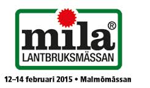 mila®
LANTBRUKSMÄSSAN
12–14 februari 2015 • Malmömässan